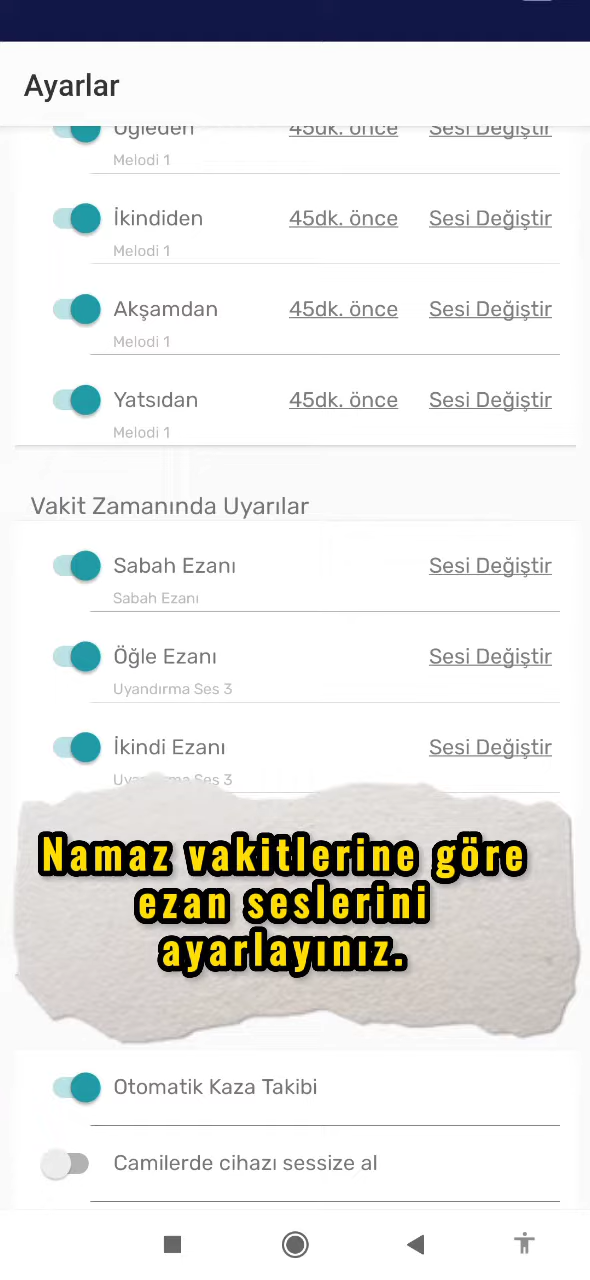 Ayarlar
Öğleden 45dk. önce Sesi Değiştir
Melodi 1
İkindiden 45dk. önce Sesi Değiştir
Melodi 1
Akşamdan 45dk. önce Sesi Değiştir
Melodi 1
Yatsıdan 45dk. önce Sesi Değiştir
Melodi 1
Vakit Zamanında Uyarılar
Sabah Ezanı Sesi Değiştir
Sabah Ezanı
Öğle Ezanı Sesi Değiştir
Uyandırma Ses 3
İkindi Ezanı Sesi Değiştir
Uyandırma Ses 3
Namaz vakitlerine göre
ezan seslerini
ayarlayınız.
Otomatik Kaza Takibi
Camilerde cihazı sessize al